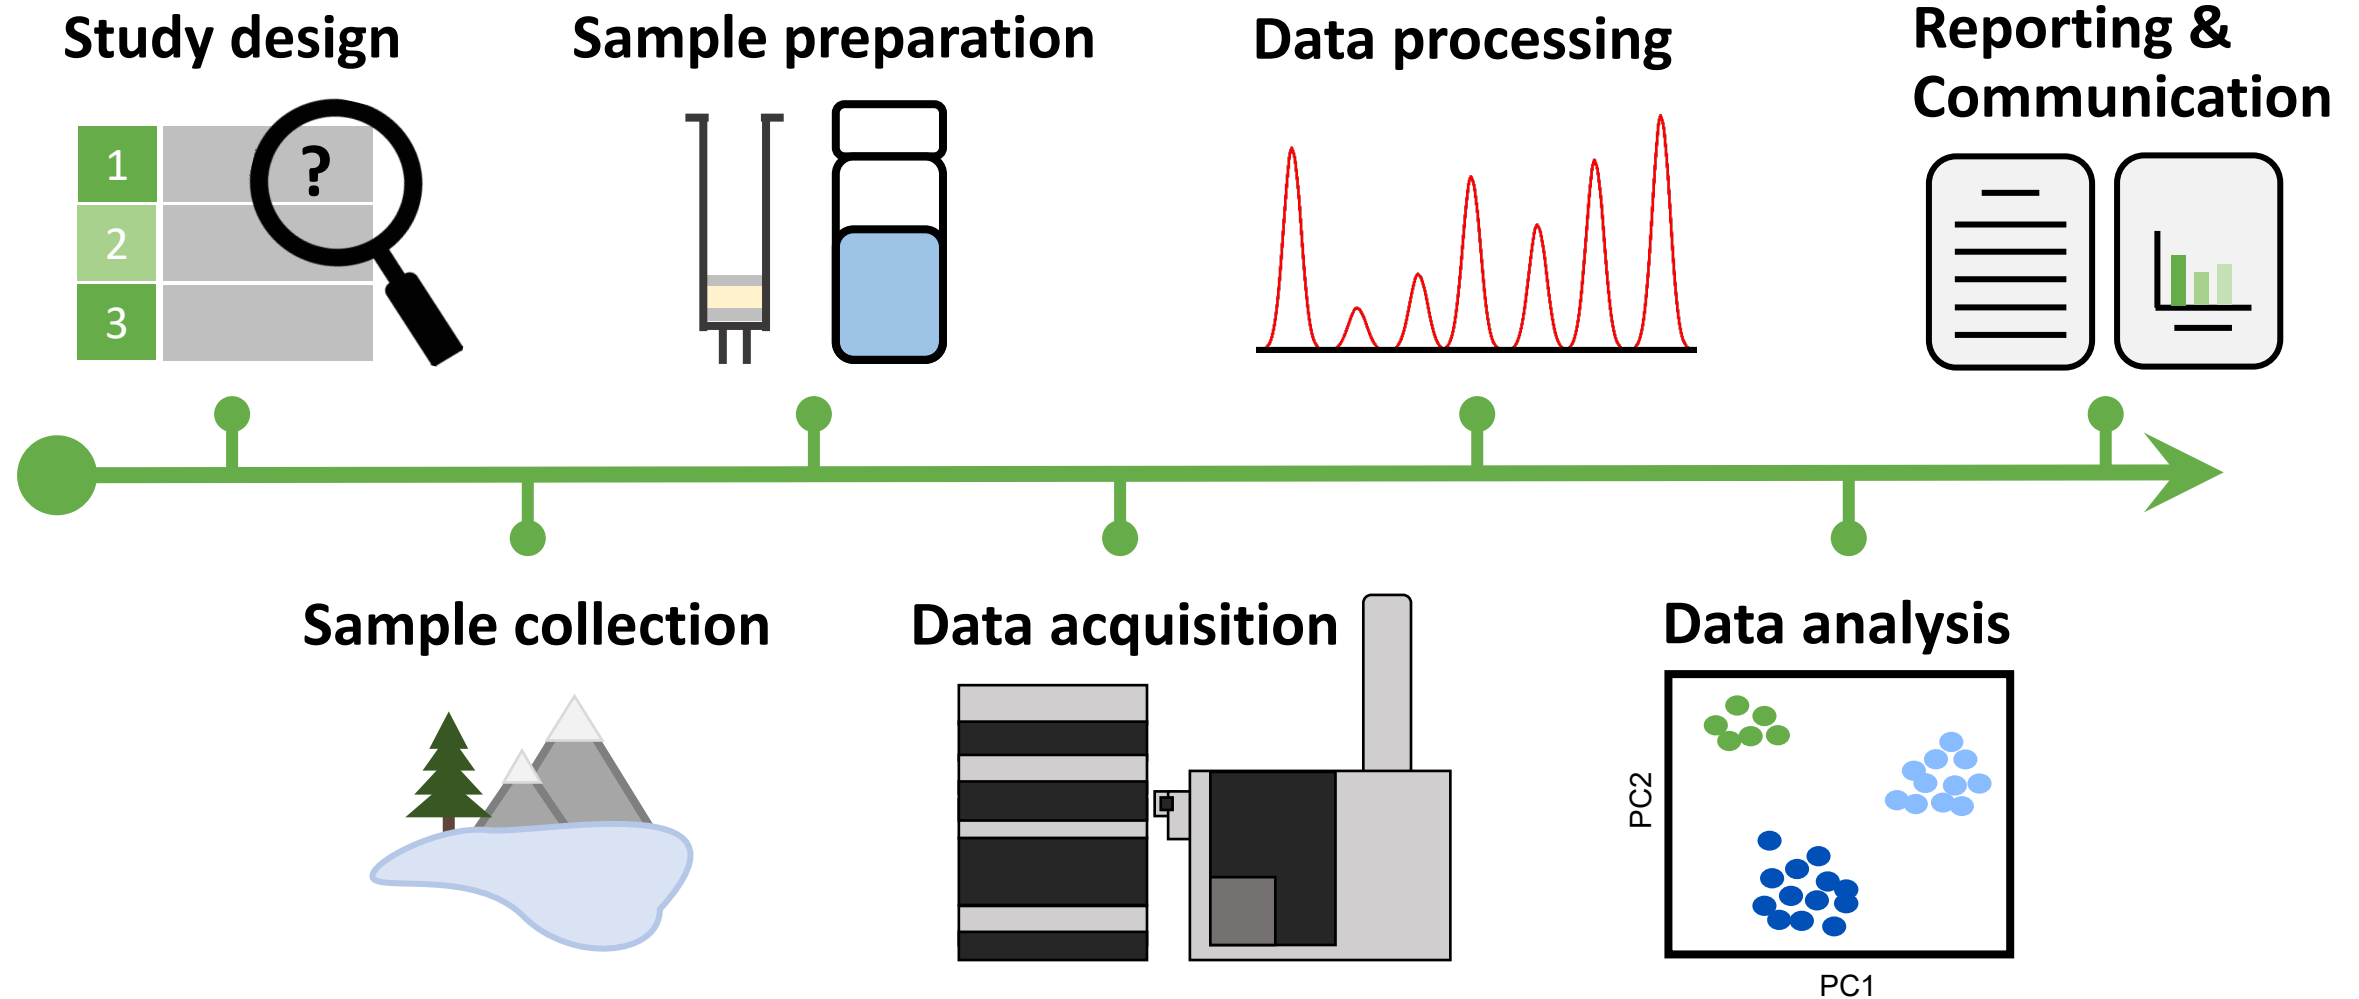 Study design
1
?
2
3
Sample preparation
Data processing
Reporting &
Communication
Sample collection
Data acquisition
Data analysis
PC2
PC1